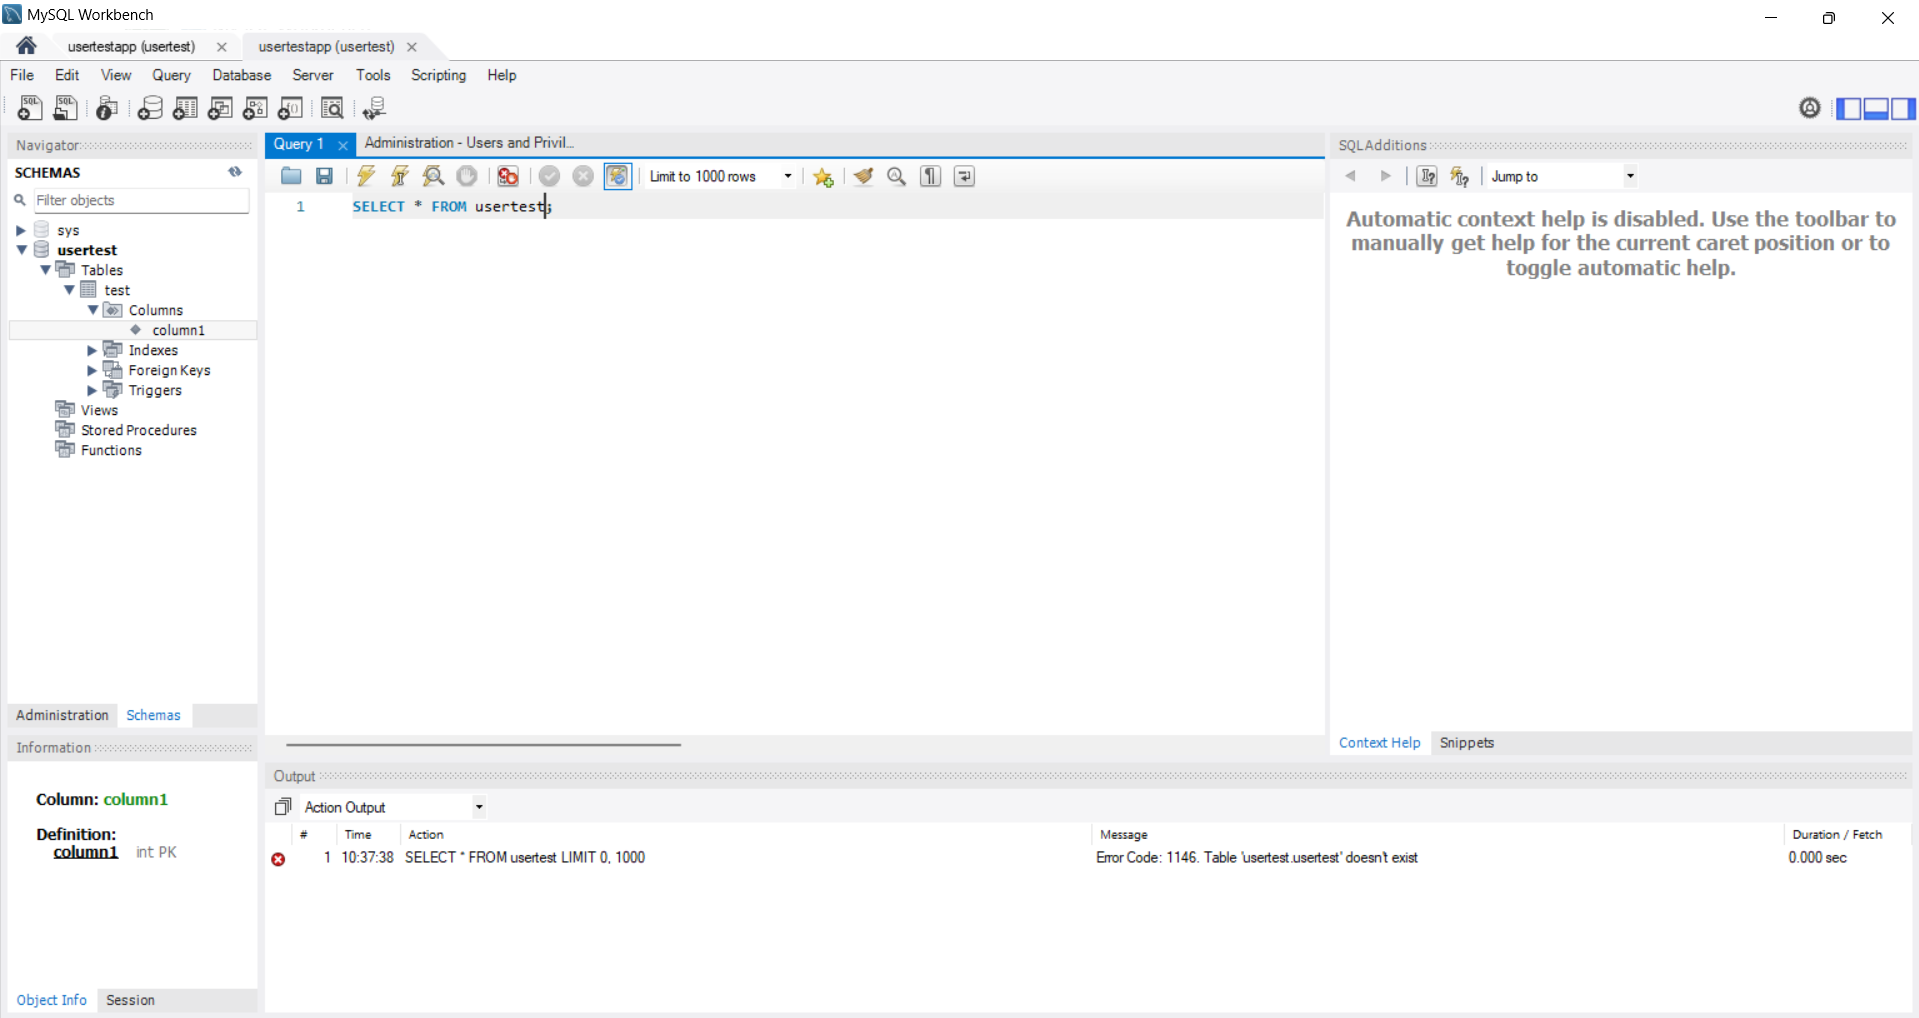 MySQL Workbench
usertestapp (usertest)
usertestapp (usertest)
File Edit View Query Database Server Tools Scripting Help
Navigator
Query 1
Administration - Users and Privil...
SQLAdditions
SCHEMAS
Limit to 1000 rows
Jump to
Filter objects
1 SELECT * FROM usertest;
Automatic context help is disabled. Use the toolbar to
manually get help for the current caret position or to
toggle automatic help.
sys
usertest
Tables
test
Columns
column1
Indexes
Foreign Keys
Triggers
Views
Stored Procedures
Functions
Administration Schemas
Context Help Snippets
Information
Column: column1
Definition:
column1 int PK
Object Info Session
Output
Action Output
# Time Action Message Duration / Fetch
1 10:37:38 SELECT * FROM usertest LIMIT 0, 1000 Error Code: 1146. Table 'usertest.usertest' doesn't exist 0.000 sec